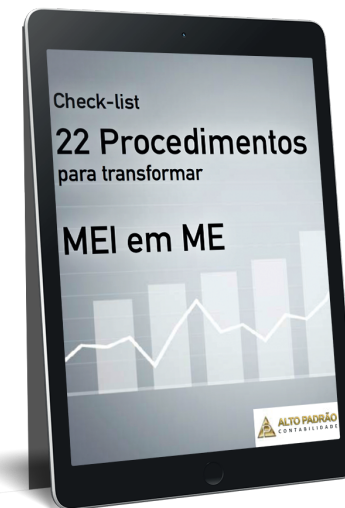 Check-list
22 Procedimentos
para transformar
MEI em ME
ALTO PADRÃO
CONTABILIDADE